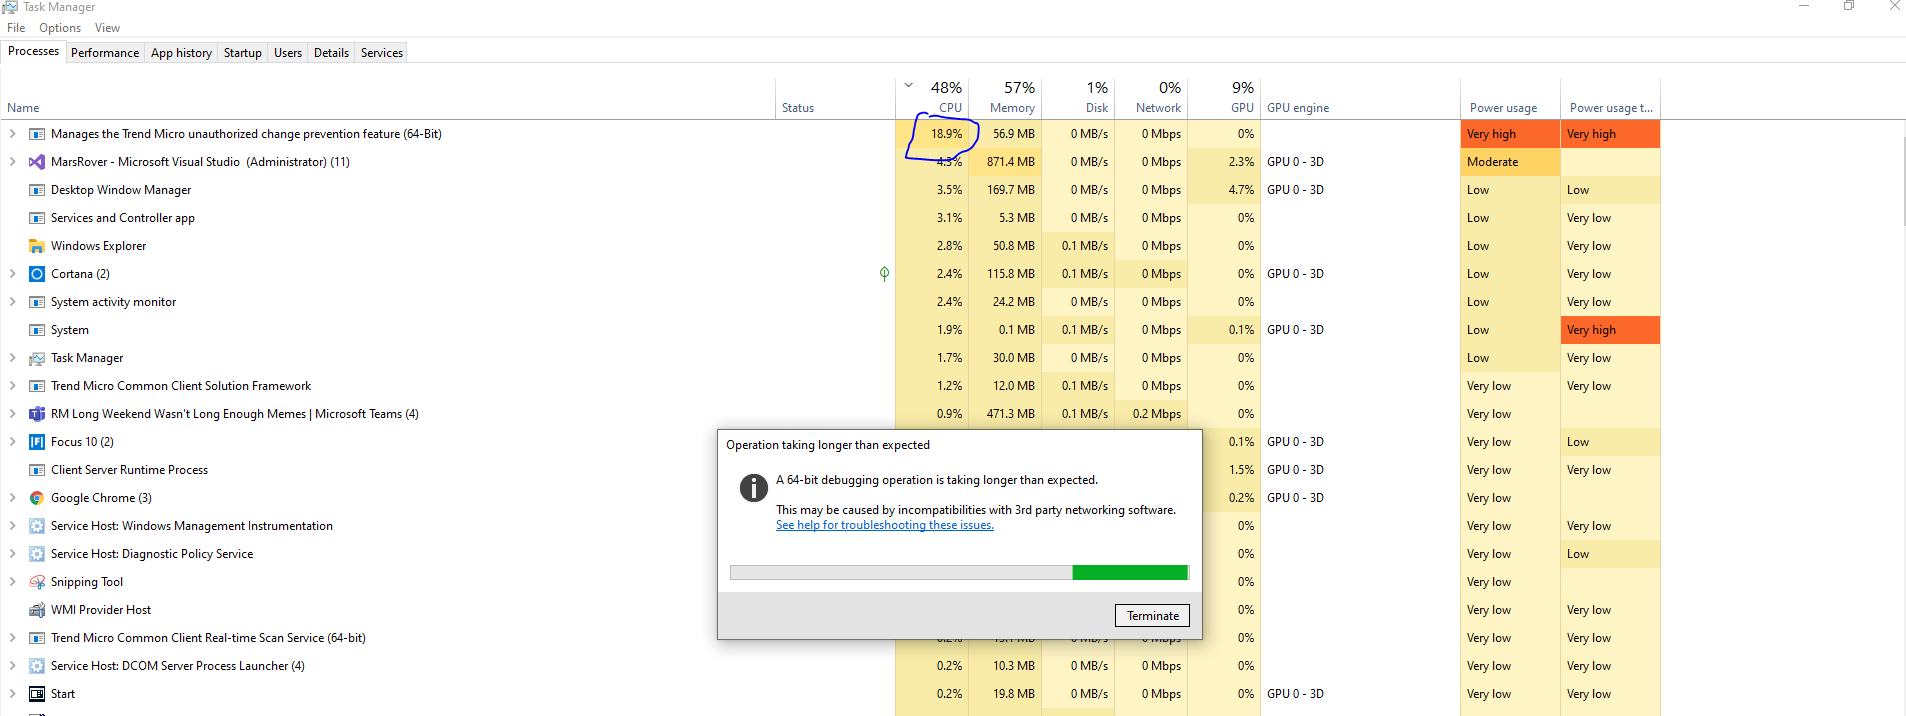 Task Manager
File Options View
Processes Performance App history Startup Users Details Services
48% 57% 1% 0% 9%
Name Status CPU Memory Disk Network GPU GPU engine Power usage Power usage t...
Manages the Trend Micro unauthorized change prevention feature (64-Bit) 18.9% 56.9 MB 0 MB/s 0 Mbps 0% Very high Very high
MarsRover - Microsoft Visual Studio (Administrator) (11) 4.3% 871.4 MB 0 MB/s 0 Mbps 2.3% GPU 0 - 3D Moderate
Desktop Window Manager 3.5% 169.7 MB 0 MB/s 0 Mbps 4.7% GPU 0 - 3D Low Low
Services and Controller app 3.1% 5.3 MB 0 MB/s 0 Mbps 0% Low Very low
Windows Explorer 2.8% 50.8 MB 0.1 MB/s 0 Mbps 0% Low Very low
Cortana (2) 2.4% 115.8 MB 0.1 MB/s 0 Mbps 0% GPU 0 - 3D Low Very low
System activity monitor 2.4% 24.2 MB 0 MB/s 0 Mbps 0% Low Very low
System 1.9% 0.1 MB 0.1 MB/s 0 Mbps 0.1% GPU 0 - 3D Low Very high
Task Manager 1.7% 30.0 MB 0 MB/s 0 Mbps 0% Low Very low
Trend Micro Common Client Solution Framework 1.2% 12.0 MB 0.1 MB/s 0 Mbps 0% Very low Very low
RM Long Weekend Wasn't Long Enough Memes | Microsoft Teams (4) 0.9% 471.3 MB 0.1 MB/s 0.2 Mbps 0% Very low
Focus 10 (2) 0.1% GPU 0 - 3D Very low Low
Operation taking longer than expected
Client Server Runtime Process 1.5% GPU 0 - 3D Very low Very low
A 64-bit debugging operation is taking longer than expected.
Google Chrome (3) 0.2% GPU 0 - 3D Very low
This may be caused by incompatibilities with 3rd party networking software.
See help for troubleshooting these issues.
Service Host: Windows Management Instrumentation 0% Very low Very low
Service Host: Diagnostic Policy Service 0% Very low Low
Snipping Tool 0% Very low
WMI Provider Host 0% Very low Very low
Terminate
Trend Micro Common Client Real-time Scan Service (64-bit) 0% Very low Very low
Service Host: DCOM Server Process Launcher (4) 0.2% 10.3 MB 0 MB/s 0 Mbps 0% Very low Very low
Start 0.2% 19.8 MB 0 MB/s 0 Mbps 0% GPU 0 - 3D Very low Very low